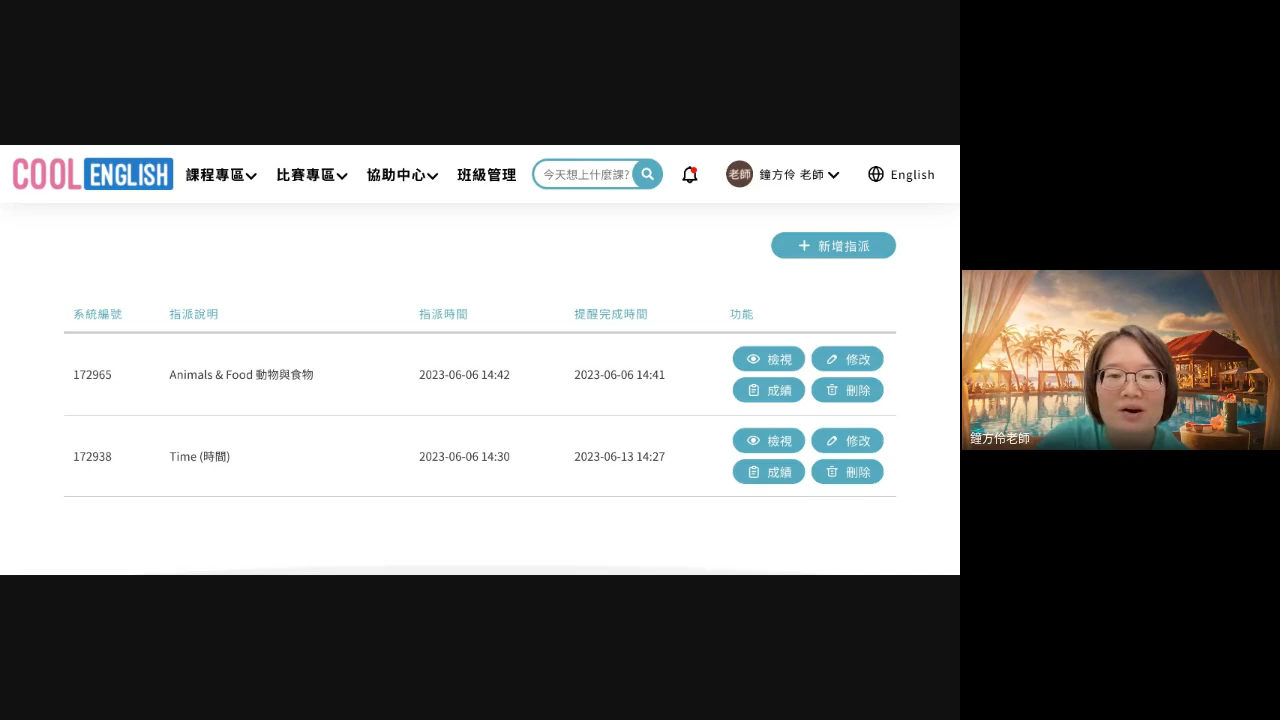 COOL ENGLISH 課程專區 比賽專區 協助中心 班級管理 今天想上什麼課? 老師 鐘方伶 老師 English
+ 新增指派
系統編號 指派說明 指派時間 提醒完成時間 功能
172965 Animals & Food 動物與食物 2023-06-06 14:42 2023-06-06 14:41 檢視 修改
成績 刪除
172938 Time (時間) 2023-06-06 14:30 2023-06-13 14:27 檢視 修改
成績 刪除
鐘方伶老師